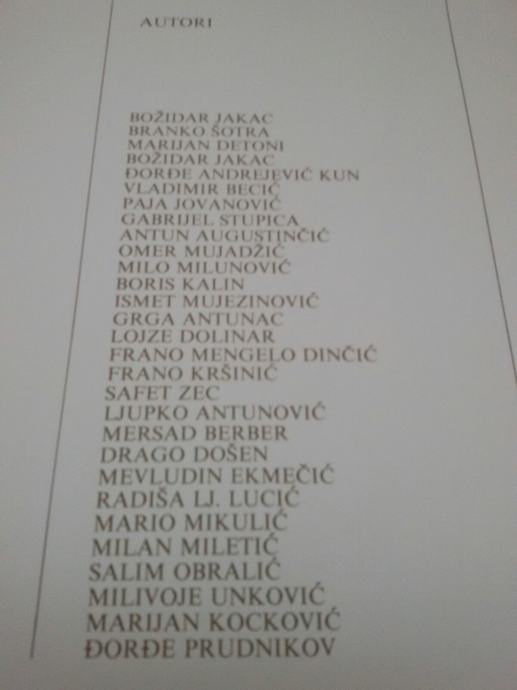 AUTORI
BOŽIDAR JAKAC
BRANKO ŠOTRA
MARIJAN DETONI
BOŽIDAR JAKAC
ĐORĐE ANDREJEVIĆ KUN
VLADIMIR BECIĆ
PAJA JOVANOVIĆ
GABRIJEL STUPICA
ANTUN AUGUSTINČIĆ
OMER MUJADŽIĆ
MILO MILUNOVIĆ
BORIS KALIN
ISMET MUJEZINOVIĆ
GRGA ANTUNAC
LOJZE DOLINAR
FRANO MENGELO DINČIĆ
FRANO KRŠINIĆ
SAFET ZEC
LJUPKO ANTUNOVIĆ
MERSAD BERBER
DRAGO DOŠEN
MEVLUDIN EKMEČIĆ
RADIŠA LJ. LUCIĆ
MARIO MIKULIĆ
MILAN MILETIĆ
SALIM OBRALIĆ
MILIVOJE UNKOVIĆ
MARIJAN KOCKOVIĆ
ĐORĐE PRUDNIKOV